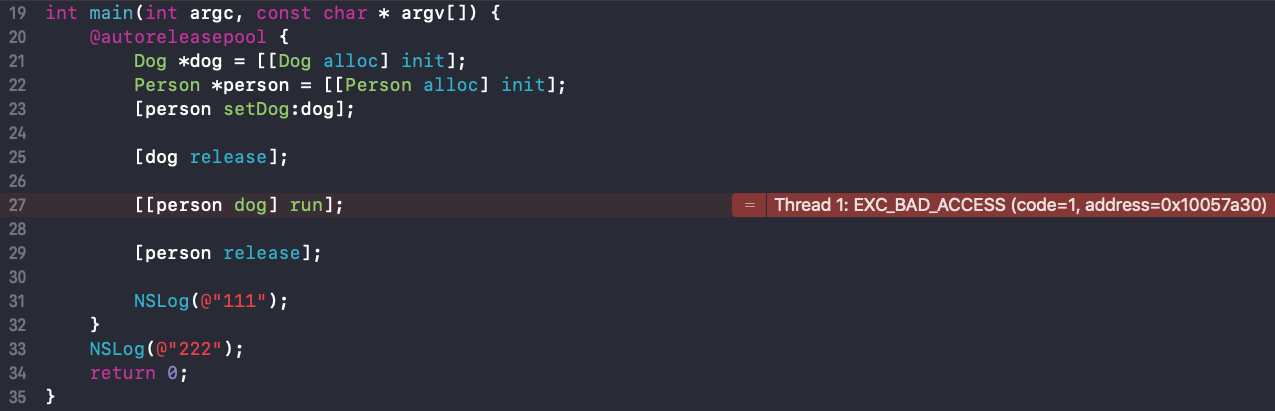 19 int main(int argc, const char * argv[]) {
20 @autoreleasepool {
21 Dog *dog = [[Dog alloc] init];
22 Person *person = [[Person alloc] init];
23 [person setDog:dog];
24
25 [dog release];
26
27 [[person dog] run]; = Thread 1: EXC_BAD_ACCESS (code=1, address=0x10057a30)
28
29 [person release];
30
31 NSLog(@"111");
32 }
33 NSLog(@"222");
34 return 0;
35 }